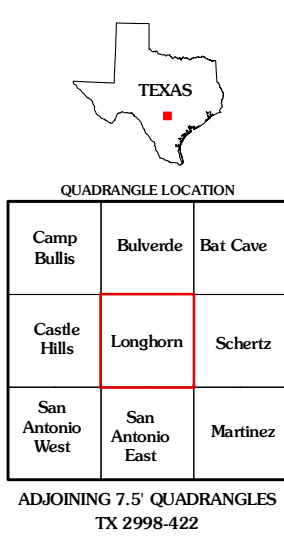 TEXAS
QUADRANGLE LOCATION
Camp
Bullis
Bulverde
Bat Cave
Castle
Hills
Longhorn
Schertz
San
Antonio
West
San
Antonio
East
Martinez
ADJOINING 7.5' QUADRANGLES
TX 2998-422